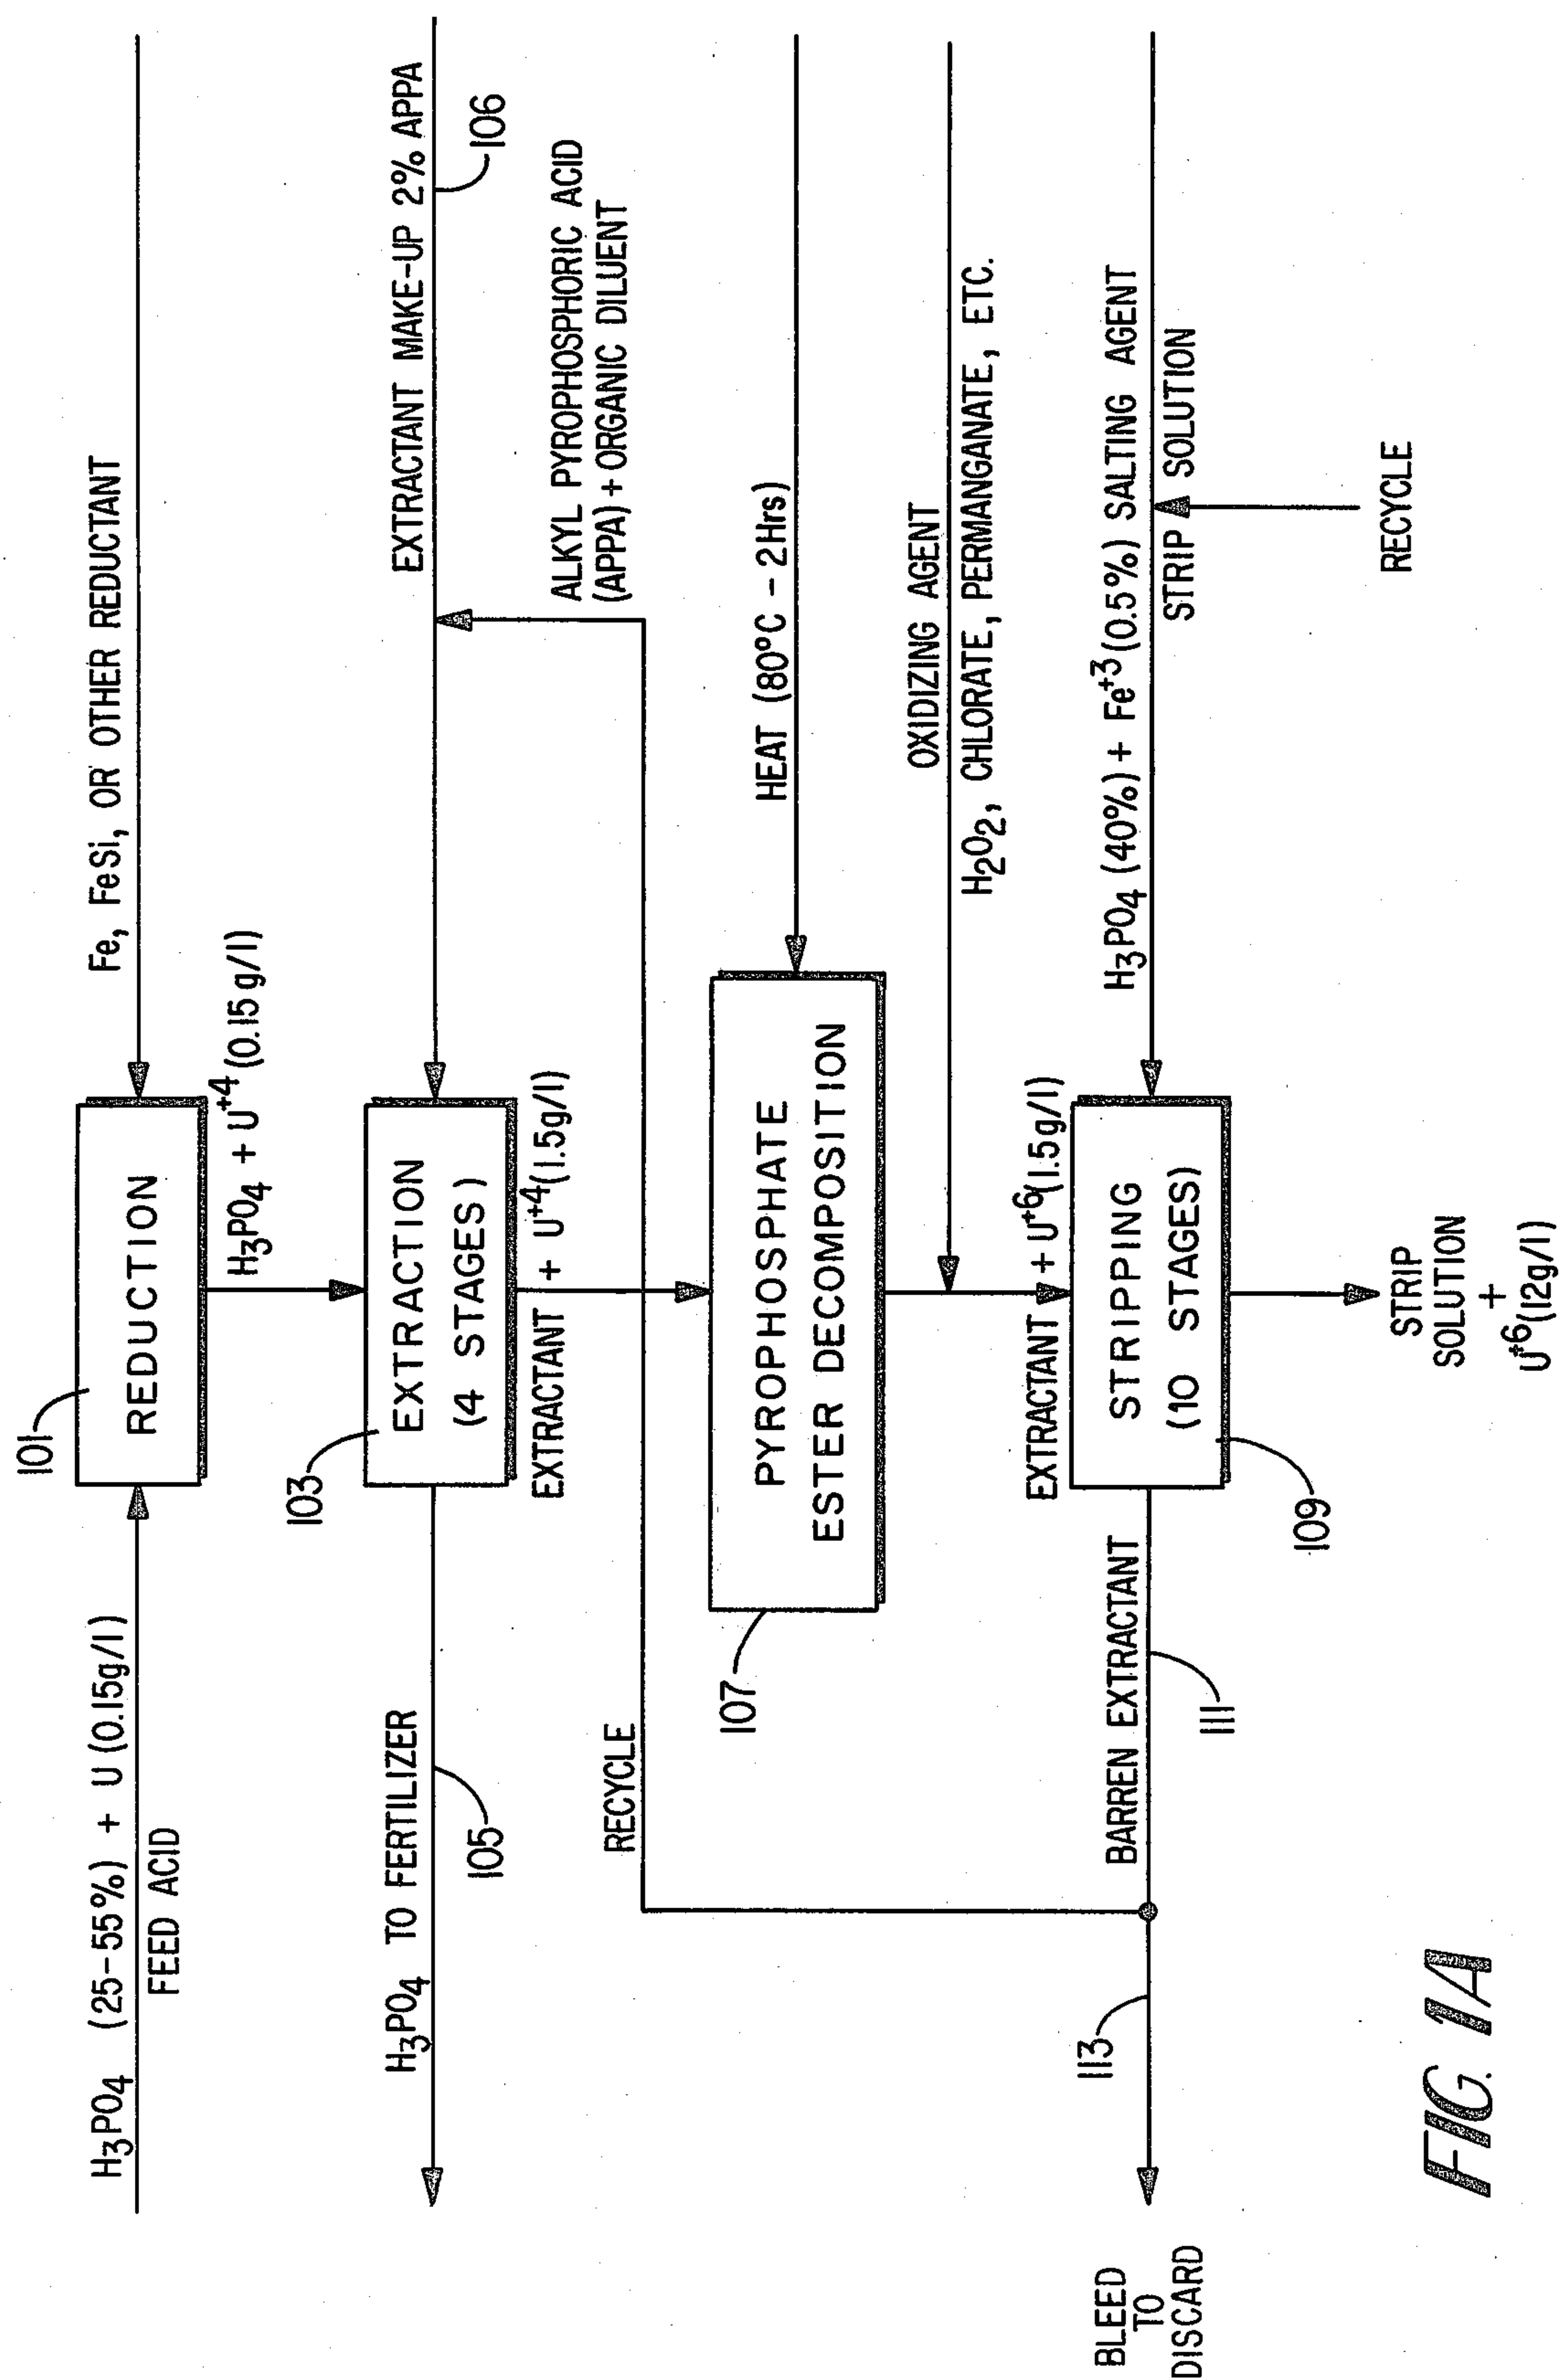 Fe, FeSi, OR OTHER REDUCTANT
H3PO4 (25-55%) + U (0.15g/l)
FEED ACID
101
REDUCTION
H3PO4 + U+4 (0.15 g/l)
EXTRACTANT MAKE-UP 2% APPA
106
ALKYL PYROPHOSPHORIC ACID
(APPA) + ORGANIC DILUENT
103
EXTRACTION
(4 STAGES)
H3PO4 TO FERTILIZER
105
EXTRACTANT + U+4 (1.5g/l)
RECYCLE
HEAT (80°C - 2Hrs)
107
PYROPHOSPHATE
ESTER DECOMPOSITION
OXIDIZING AGENT
H2O2, CHLORATE, PERMANGANATE, ETC.
EXTRACTANT + U+6 (1.5g/l)
H3PO4 (40%) + Fe+3 (0.5%) SALTING AGENT
STRIP SOLUTION
RECYCLE
STRIPPING
(10 STAGES)
109
BARREN EXTRACTANT
111
113
BLEED
TO
DISCARD
STRIP
SOLUTION
+
U+6 (12g/l)
FIG. 1A